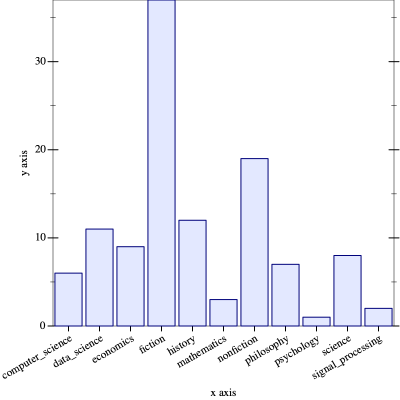 30
20
10
0
y axis
computer_science
data_science
economics
fiction
history
mathematics
nonfiction
philosophy
psychology
science
signal_processing
x axis